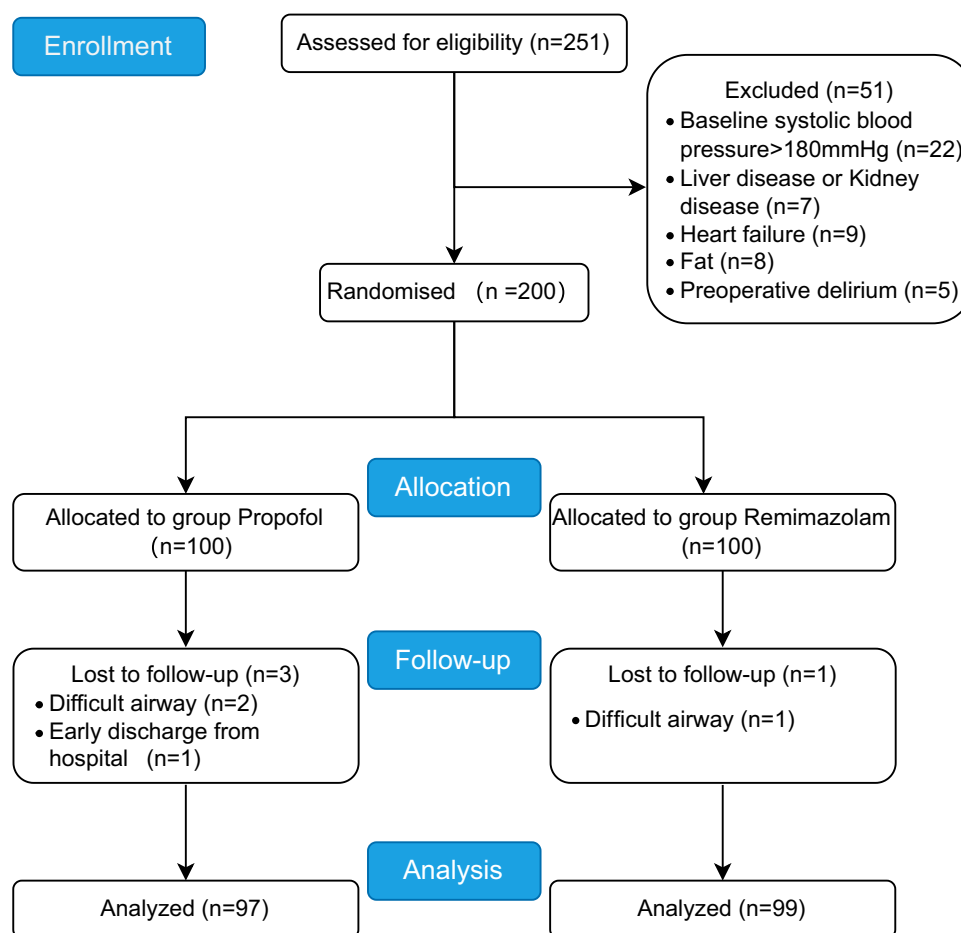 Enrollment
Assessed for eligibility (n=251)
Excluded (n=51)
• Baseline systolic blood
pressure>180mmHg (n=22)
• Liver disease or Kidney
disease (n=7)
• Heart failure (n=9)
• Fat (n=8)
• Preoperative delirium (n=5)
Randomised (n =200)
Allocation
Allocated to group Propofol
(n=100)
Allocated to group Remimazolam
(n=100)
Follow-up
Lost to follow-up (n=3)
• Difficult airway (n=2)
• Early discharge from
hospital (n=1)
Lost to follow-up (n=1)
• Difficult airway (n=1)
Analysis
Analyzed (n=97)
Analyzed (n=99)